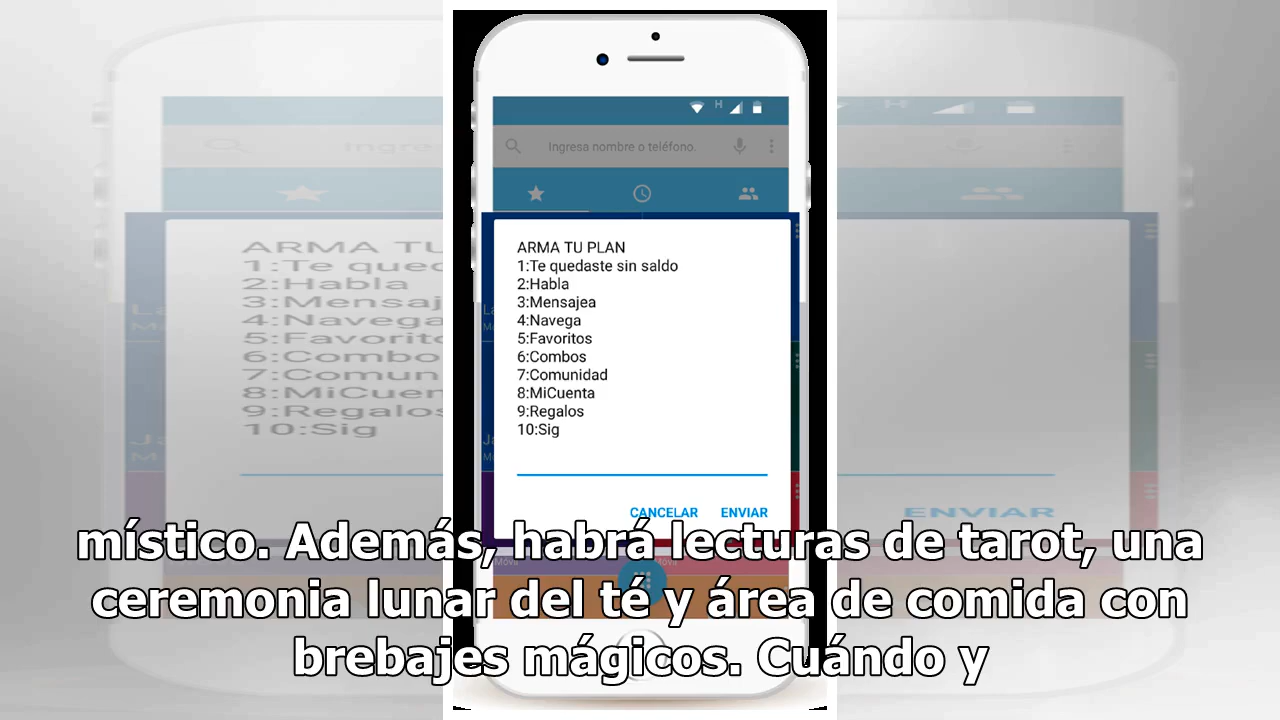 H
Ingresa nombre o teléfono.
ARMA TU PLAN
1:Te quedaste sin saldo
2:Habla
3:Mensajea
4:Navega
5:Favoritos
6:Combos
7:Comunidad
8:MiCuenta
9:Regalos
10:Sig
CANCELAR ENVIAR
Móvil Móvil
místico. Además, habrá lecturas de tarot, una
ceremonia lunar del té y área de comida con
brebajes mágicos. Cuándo y